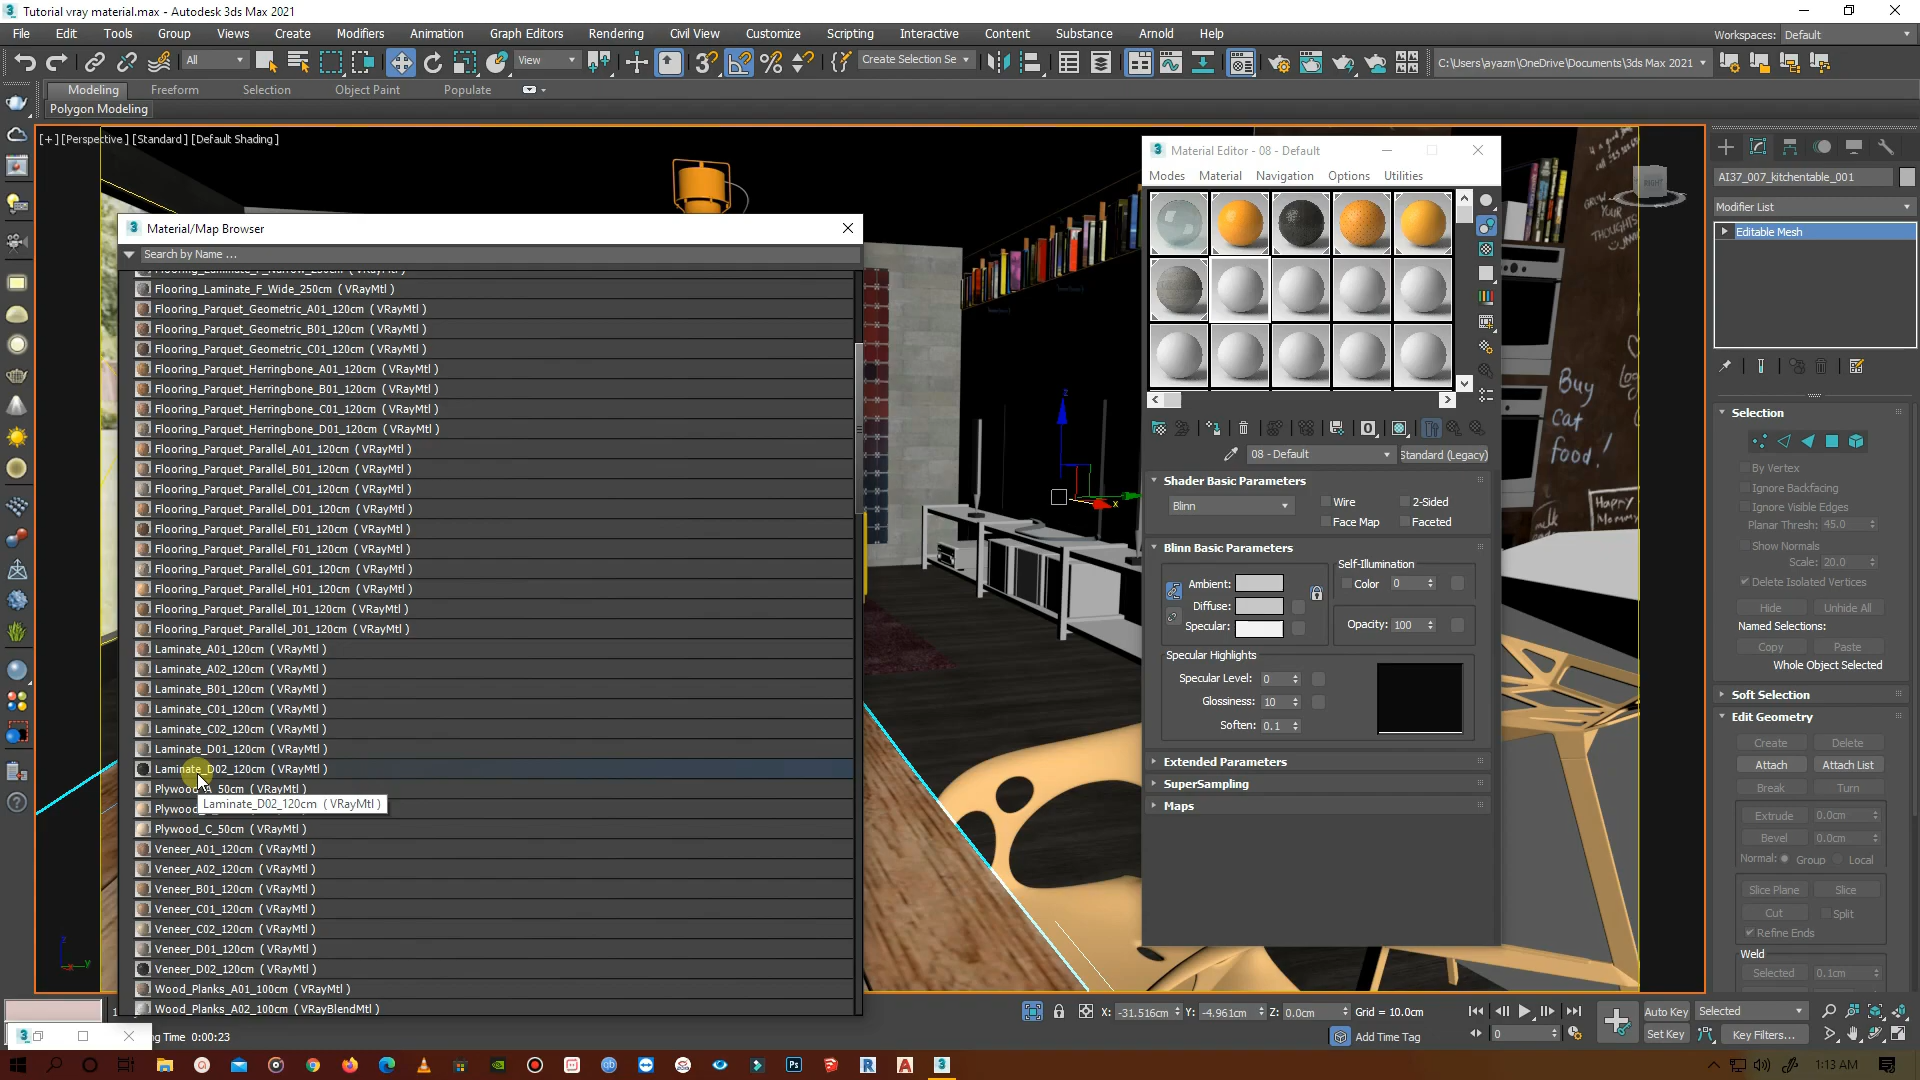 Tutorial vray material.max - Autodesk 3ds Max 2021
File Edit Tools Group Views Create Modifiers Animation Graph Editors Rendering Civil View Customize Scripting Interactive Content Substance Arnold Help
Workspaces: Default
All
View
Create Selection Se
C:\Users\ayazm\OneDrive\Documents\3ds Max 2021
Modeling Freeform Selection Object Paint Populate
Polygon Modeling
[+] [Perspective] [Standard] [Default Shading]
Material/Map Browser
Search by Name ...
Flooring_Laminate_F_Narrow_250cm (VRayMtl)
Flooring_Laminate_F_Wide_250cm (VRayMtl)
Flooring_Parquet_Geometric_A01_120cm (VRayMtl)
Flooring_Parquet_Geometric_B01_120cm (VRayMtl)
Flooring_Parquet_Geometric_C01_120cm (VRayMtl)
Flooring_Parquet_Herringbone_A01_120cm (VRayMtl)
Flooring_Parquet_Herringbone_B01_120cm (VRayMtl)
Flooring_Parquet_Herringbone_C01_120cm (VRayMtl)
Flooring_Parquet_Herringbone_D01_120cm (VRayMtl)
Flooring_Parquet_Parallel_A01_120cm (VRayMtl)
Flooring_Parquet_Parallel_B01_120cm (VRayMtl)
Flooring_Parquet_Parallel_C01_120cm (VRayMtl)
Flooring_Parquet_Parallel_D01_120cm (VRayMtl)
Flooring_Parquet_Parallel_E01_120cm (VRayMtl)
Flooring_Parquet_Parallel_F01_120cm (VRayMtl)
Flooring_Parquet_Parallel_G01_120cm (VRayMtl)
Flooring_Parquet_Parallel_H01_120cm (VRayMtl)
Flooring_Parquet_Parallel_I01_120cm (VRayMtl)
Flooring_Parquet_Parallel_J01_120cm (VRayMtl)
Laminate_A01_120cm (VRayMtl)
Laminate_A02_120cm (VRayMtl)
Laminate_B01_120cm (VRayMtl)
Laminate_C01_120cm (VRayMtl)
Laminate_C02_120cm (VRayMtl)
Laminate_D01_120cm (VRayMtl)
Laminate_D02_120cm (VRayMtl)
Plywood_A_50cm (VRayMtl)
Laminate_D02_120cm (VRayMtl)
Plywood
Plywood_C_50cm (VRayMtl)
Veneer_A01_120cm (VRayMtl)
Veneer_A02_120cm (VRayMtl)
Veneer_B01_120cm (VRayMtl)
Veneer_C01_120cm (VRayMtl)
Veneer_C02_120cm (VRayMtl)
Veneer_D01_120cm (VRayMtl)
Veneer_D02_120cm (VRayMtl)
Wood_Planks_A01_100cm (VRayMtl)
Wood_Planks_A02_100cm (VRayBlendMtl)
Material Editor - 08 - Default
Modes Material Navigation Options Utilities
08 - Default Standard (Legacy)
Shader Basic Parameters
Blinn
Wire 2-Sided
Face Map Faceted
Blinn Basic Parameters
Self-Illumination
Ambient: Color 0
Diffuse:
Specular: Opacity: 100
Specular Highlights
Specular Level: 0
Glossiness: 10
Soften: 0.1
Extended Parameters
SuperSampling
Maps
Buy
Cat
Food!
Happy
Mommy
milk
GROW
YOUR
THOUGHTS
RIGHT
AI37_007_kitchentable_001
Modifier List
Editable Mesh
Selection
By Vertex
Ignore Backfacing
Ignore Visible Edges
Planar Thresh: 45.0
Show Normals
Scale: 20.0
Delete Isolated Vertices
Hide Unhide All
Named Selections:
Copy Paste
Whole Object Selected
Soft Selection
Edit Geometry
Create Delete
Attach Attach List
Break Turn
Extrude 0.0cm
Bevel 0.0cm
Normal: Group Local
Slice Plane Slice
Cut Split
Refine Ends
Weld
Selected 0.1cm
X: -31.516cm Y: -4.961cm Z: 0.0cm Grid = 10.0cm
Add Time Tag
Auto Key Selected
Set Key Key Filters...
0
ng Time 0:00:23
1:13 AM